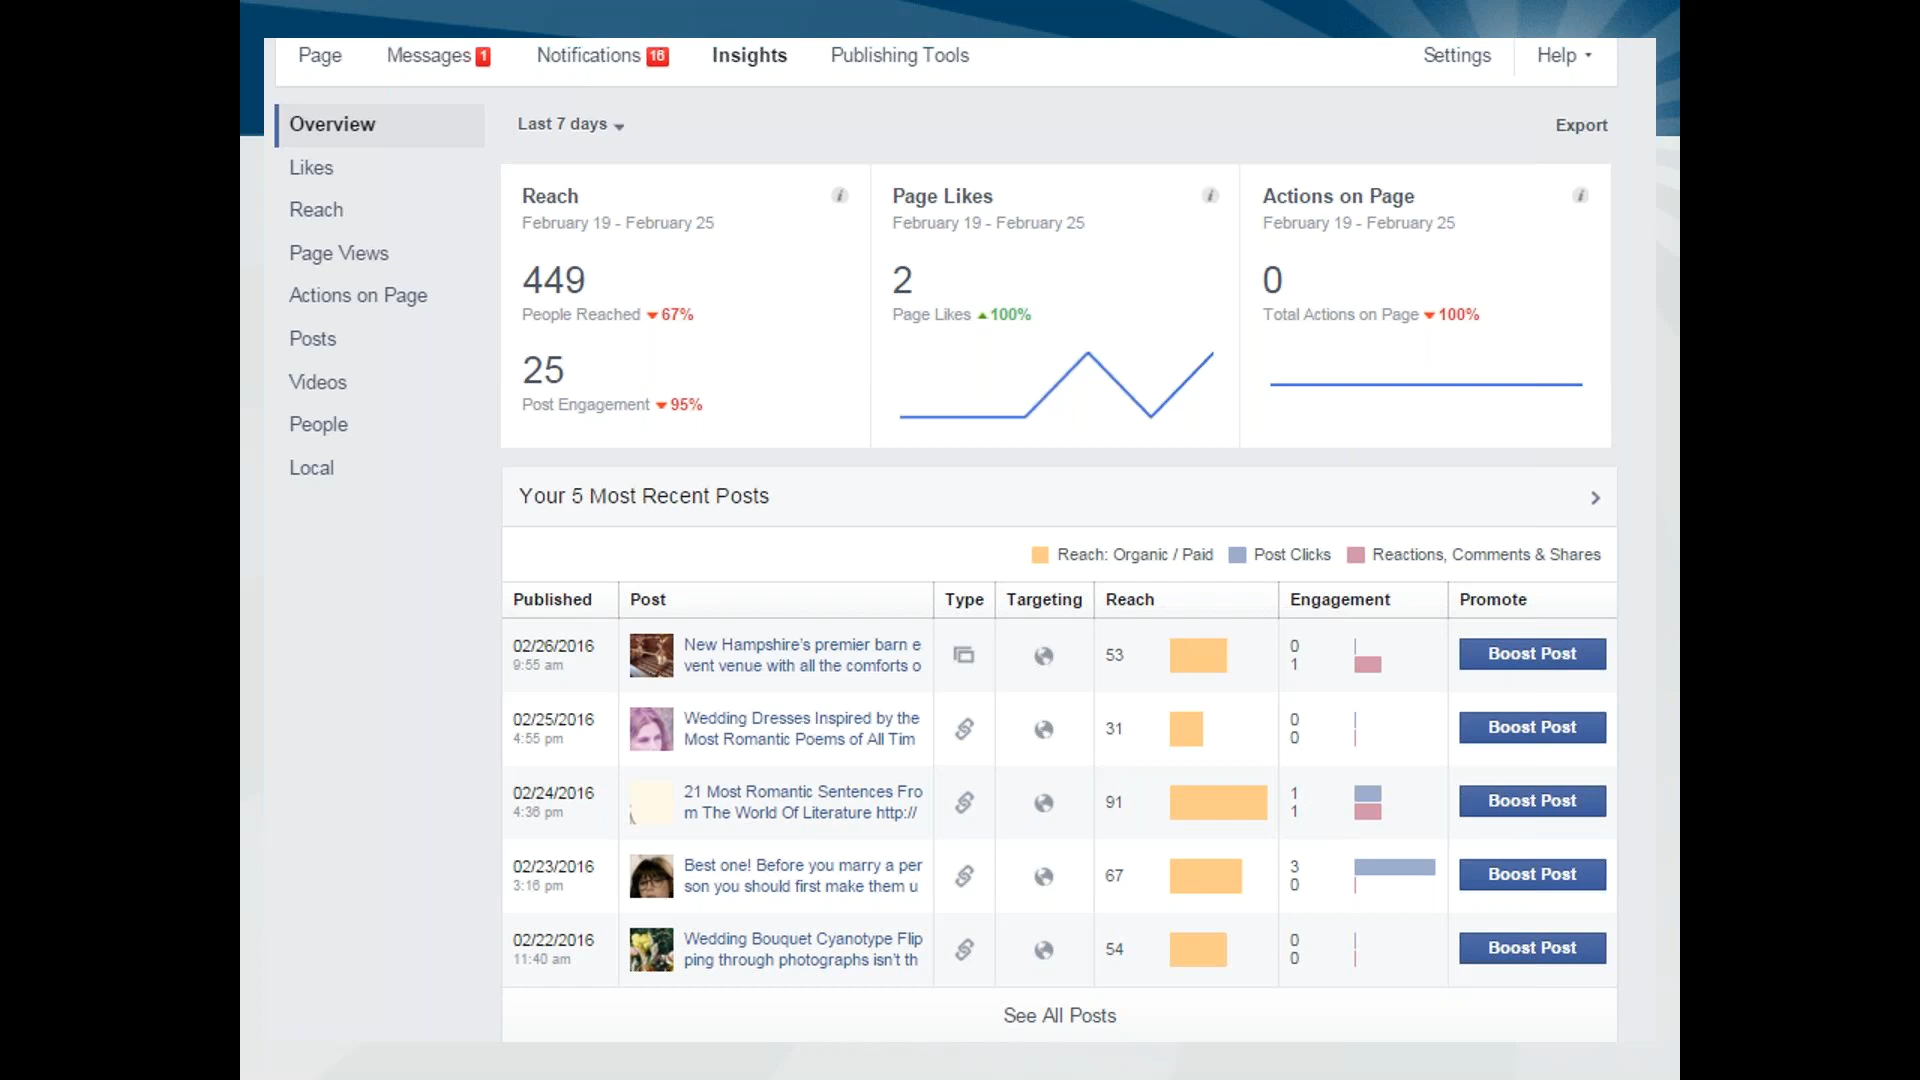 Page Messages 1 Notifications 16 Insights Publishing Tools Settings Help
Overview
Likes
Reach
Page Views
Actions on Page
Posts
Videos
People
Local
Last 7 days Export
Reach i
February 19 - February 25
449
People Reached 67%
25
Post Engagement 95%
Page Likes i
February 19 - February 25
2
Page Likes 100%
Actions on Page i
February 19 - February 25
0
Total Actions on Page 100%
Your 5 Most Recent Posts
Reach: Organic / Paid Post Clicks Reactions, Comments & Shares
Published Post Type Targeting Reach Engagement Promote
02/26/2016 New Hampshire's premier barn e 53 0 Boost Post
9:55 am vent venue with all the comforts o 1
02/25/2016 Wedding Dresses Inspired by the 31 0 Boost Post
4:55 pm Most Romantic Poems of All Tim 0
02/24/2016 21 Most Romantic Sentences Fro 91 1 Boost Post
4:36 pm m The World Of Literature http:// 1
02/23/2016 Best one! Before you marry a per 67 3 Boost Post
3:16 pm son you should first make them u 0
02/22/2016 Wedding Bouquet Cyanotype Flip 54 0 Boost Post
11:40 am ping through photographs isn't th 0
See All Posts